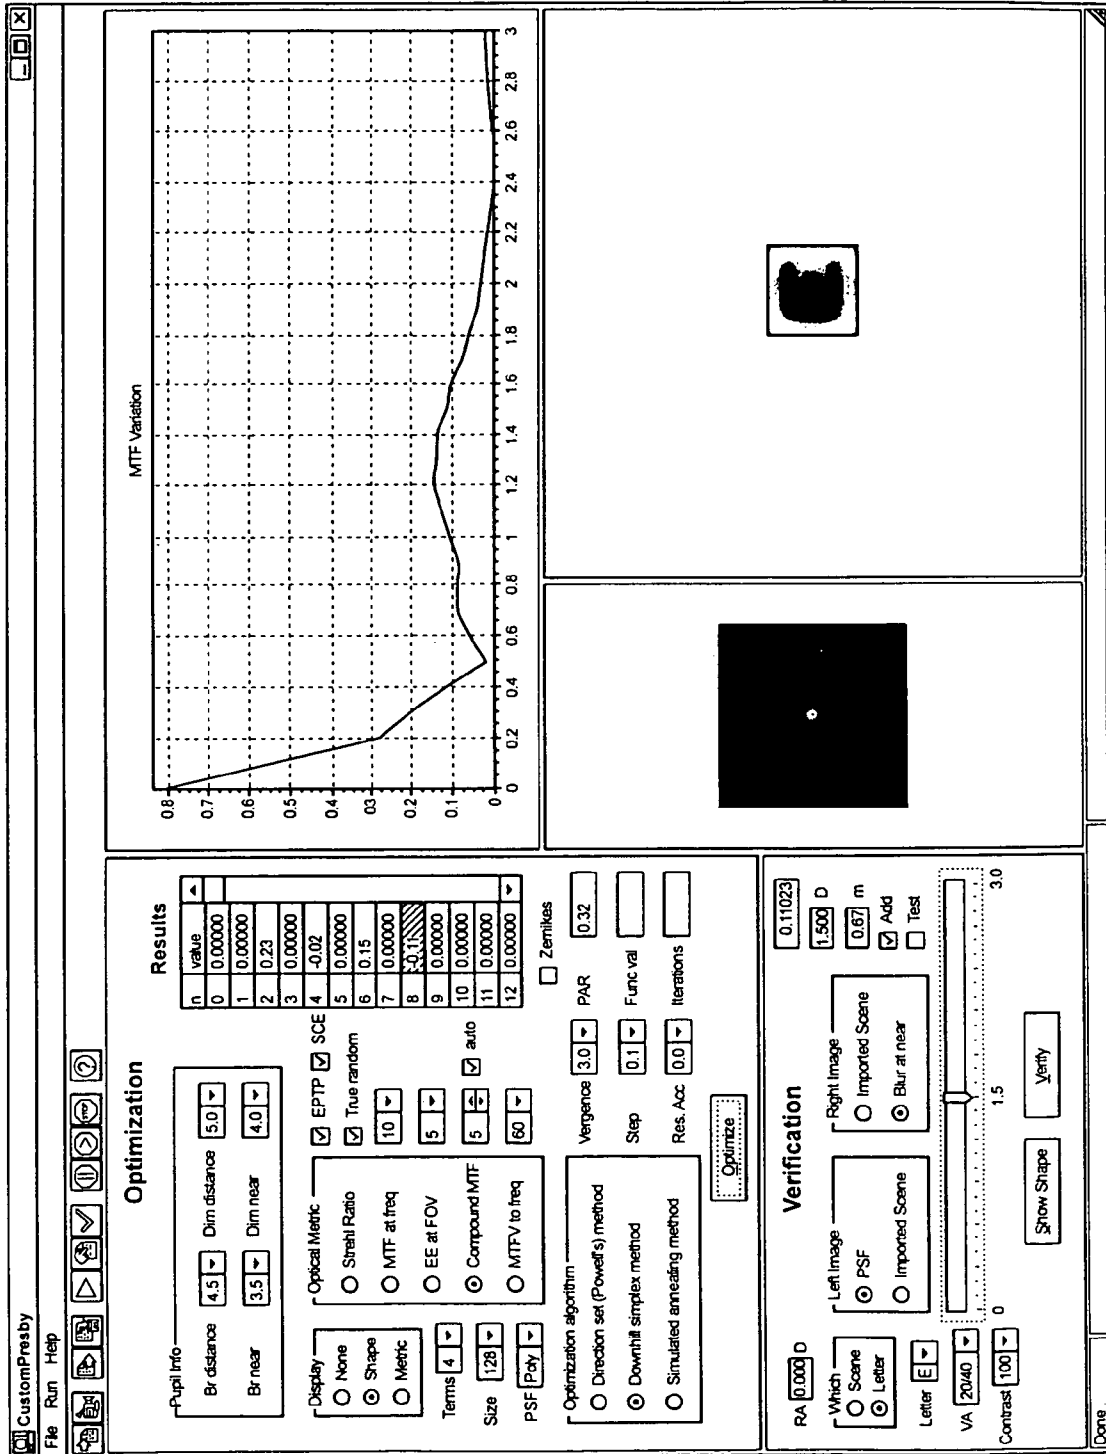 CustomPresby
File Run Help
Optimization
Pupil Info
Br distance 4.5 Dim distance 5.0
Br near 3.5 Dim near 4.0
Display
None
Shape
Metric
Terms 4
Size 128
PSF Poly
Optical Metric
Strehl Ratio
MTF at freq
EE at FOV
Compound MTF
MTFV to freq
EPTP SCE
True random
10
5
5 auto
60
Results
n value
0 0.00000
1 0.00000
2 0.23
3 0.00000
4 -0.02
5 0.00000
6 0.15
7 0.00000
8 -0.11
9 0.00000
10 0.00000
11 0.00000
12 0.00000
Zernikes
Optimization algorithm
Direction set (Powell's) method
Downhill simplex method
Simulated annealing method
Vergence 3.0 PAR 0.32
Step 0.1 Func val
Res. Acc 0.0 Iterations
Optimize
Verification
RA 0.000 D
Which
Scene
Letter
Letter E
VA 20/40
Contrast 100
Left Image
PSF
Imported Scene
Right Image
Imported Scene
Blur at near
0.11023
1.500 D
0.67 m
Add
Test
0 1.5 3.0
Show Shape Verify
MTF Variation
0.8
0.7
0.6
0.5
0.4
03
0.2
0.1
0
0 0.2 0.4 0.6 0.8 1 1.2 1.4 1.6 1.8 2 2.2 2.4 2.6 2.8 3
Done